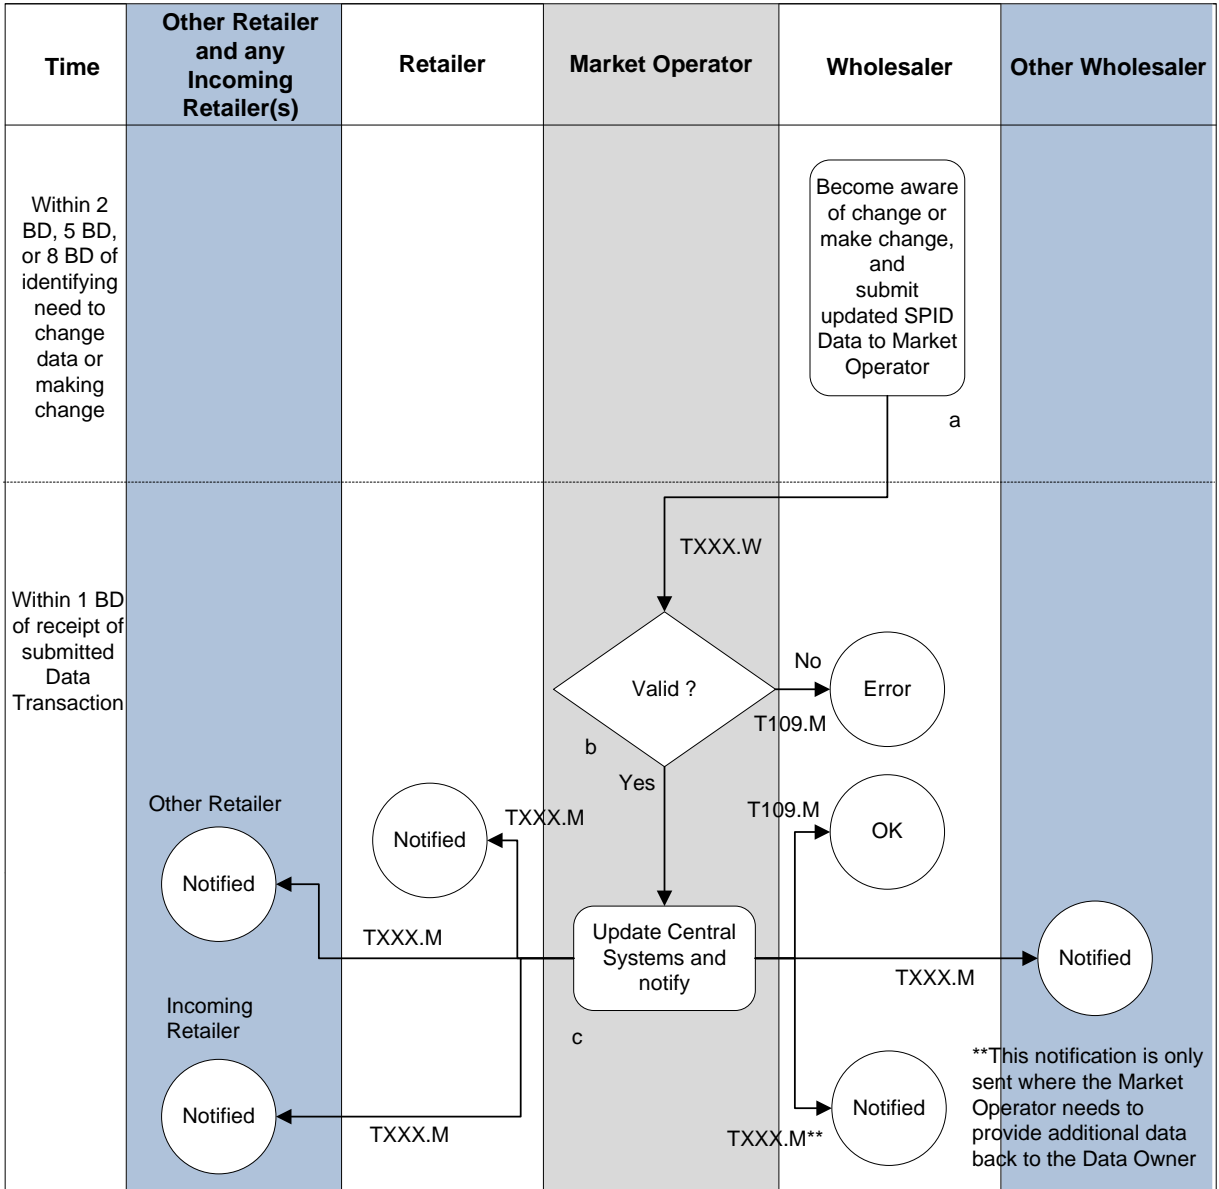 Time
Other Retailer
and any
Incoming
Retailer(s)
Retailer
Market Operator
Wholesaler
Other Wholesaler
Within 2
BD, 5 BD,
or 8 BD of
identifying
need to
change
data or
making
change
Become aware
of change or
make change,
and
submit
updated SPID
Data to Market
Operator
a
TXXX.W
Within 1 BD
of receipt of
submitted
Data
Transaction
Valid ?
b
No
T109.M
Error
Yes
Other Retailer
Notified
Notified
TXXX.M
T109.M
OK
TXXX.M
Update Central
Systems and
notify
c
TXXX.M
Notified
Incoming
Retailer
Notified
TXXX.M
Notified
TXXX.M**
**This notification is only
sent where the Market
Operator needs to
provide additional data
back to the Data Owner